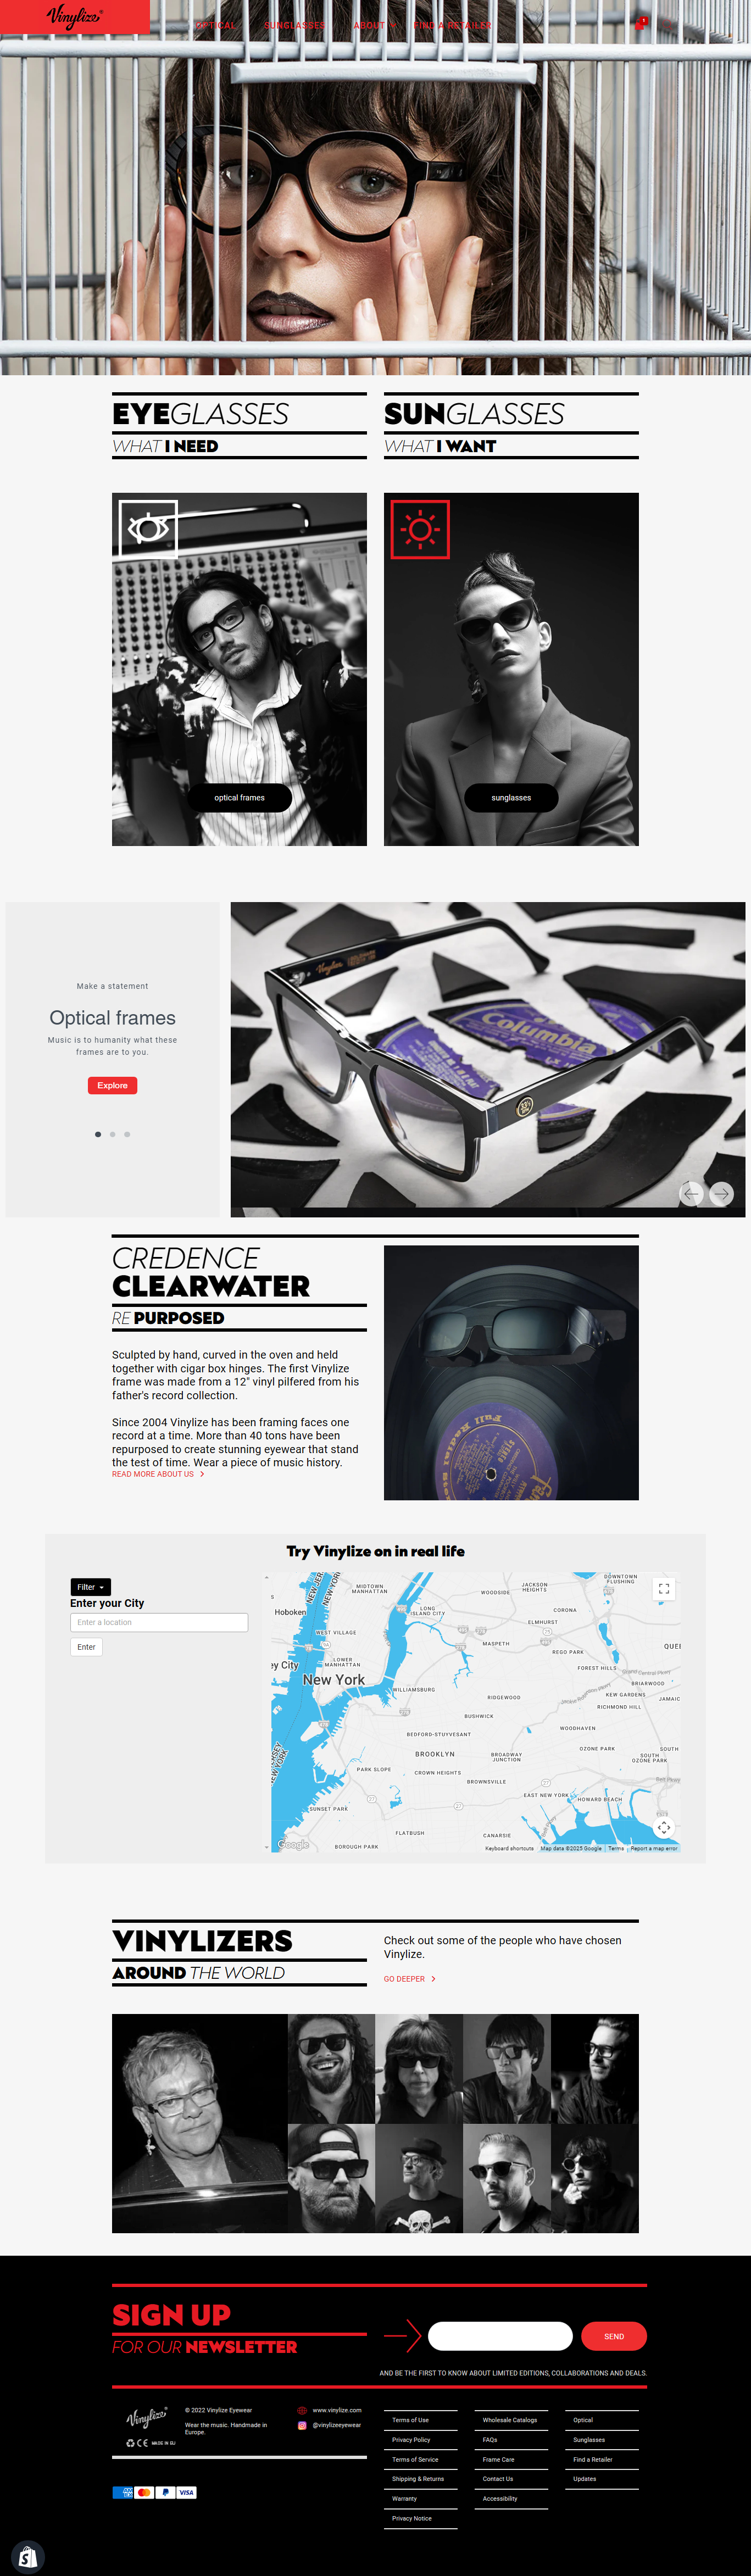 Vinylize®
OPTICAL
SUNGLASSES
ABOUT
FIND A RETAILER
EYEGLASSES
WHAT I NEED
SUNGLASSES
WHAT I WANT
optical frames
sunglasses
Make a statement
Optical frames
Music is to humanity what these
frames are to you.
Explore
Vinylize
Columbia
CREDENCE
CLEARWATER
RE PURPOSED
Sculpted by hand, curved in the oven and held
together with cigar box hinges. The first Vinylize
frame was made from a 12" vinyl pilfered from his
father's record collection.
Since 2004 Vinylize has been framing faces one
record at a time. More than 40 tons have been
repurposed to create stunning eyewear that stand
the test of time. Wear a piece of music history.
READ MORE ABOUT US
Try Vinylize on in real life
Filter
Enter your City
Enter a location
Enter
DOWNTOWN
FLUSHING
MIDTOWN
MANHATTAN
WOODSIDE
JACKSON
HEIGHTS
Hoboken
LONG
ISLAND CITY
CORONA
ELMHURST
WEST VILLAGE
MASPETH
REGO PARK
LOWER
MANHATTAN
FOREST HILLS
New York
WILLIAMSBURG
BRIARWOOD
KEW GARDENS
RIDGEWOOD
RICHMOND HILL
BUSHWICK
WOODHAVEN
BEDFORD-STUYVESANT
OZONE PARK
SOUTH
OZONE PARK
BROOKLYN
BROADWAY
JUNCTION
PARK SLOPE
CROWN HEIGHTS
BROWNSVILLE
EAST NEW YORK
HOWARD BEACH
SUNSET PARK
FLATBUSH
CANARSIE
BOROUGH PARK
Google
Keyboard shortcuts
Map data ©2025 Google
Terms
Report a map error
VINYLIZERS
AROUND THE WORLD
Check out some of the people who have chosen
Vinylize.
GO DEEPER
SIGN UP
FOR OUR NEWSLETTER
SEND
AND BE THE FIRST TO KNOW ABOUT LIMITED EDITIONS, COLLABORATIONS AND DEALS.
Vinylize
MADE IN EU
© 2022 Vinylize Eyewear
Wear the music. Handmade in
Europe.
www.vinylize.com
@vinylizeeyewear
Terms of Use
Privacy Policy
Terms of Service
Shipping & Returns
Warranty
Privacy Notice
Wholesale Catalogs
FAQs
Frame Care
Contact Us
Accessibility
Optical
Sunglasses
Find a Retailer
Updates
VISA